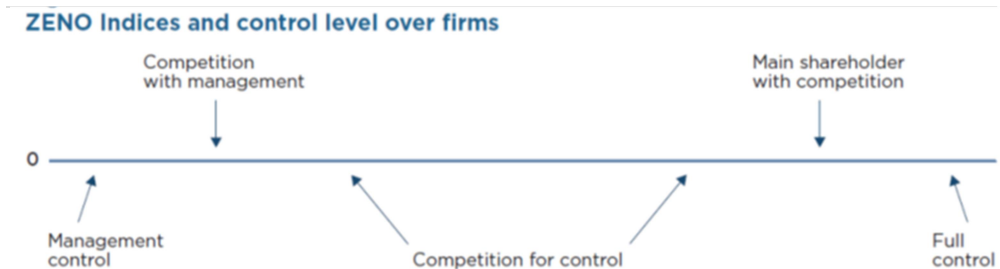 ZENO Indices and control level over firms
Competition
with management
Main shareholder
with competition
0
Management
control
Competition for control
Full
control